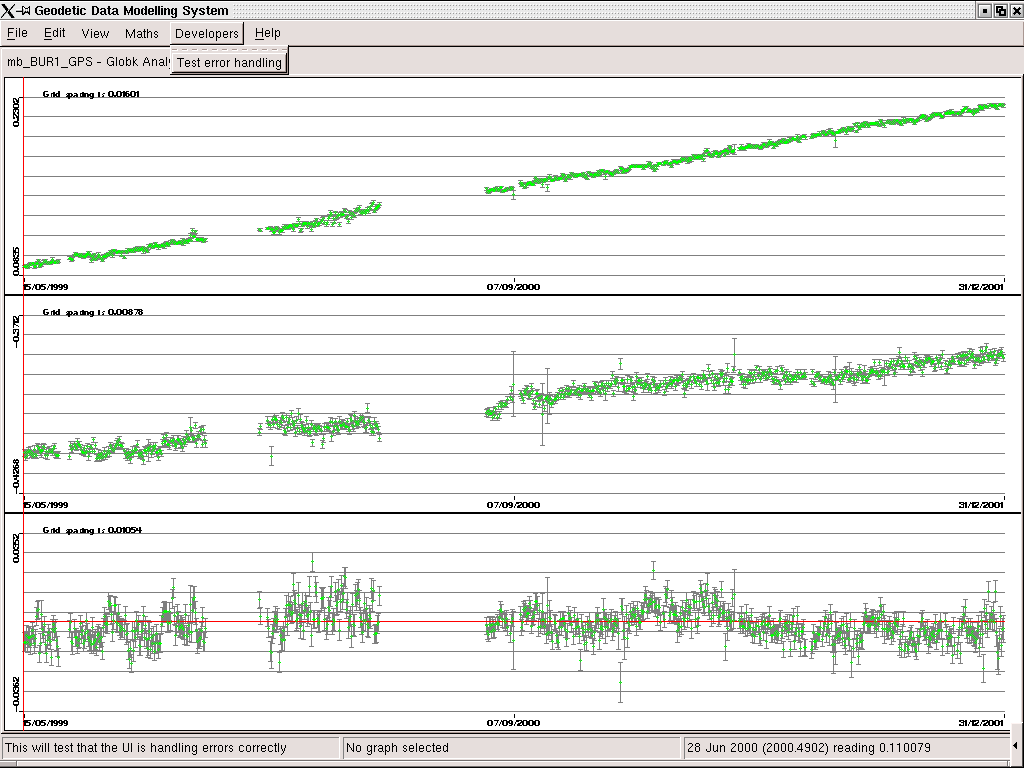 Geodetic Data Modelling System
File Edit View Maths Developers Help
mb_BUR1_GPS - Globk Anal
Test error handling
Grid spacing is 0.01601
0.2302
0.0835
15/05/1999 07/09/2000 31/12/2001
Grid spacing is 0.00878
-0.3712
-0.4268
15/05/1999 07/09/2000 31/12/2001
Grid spacing is 0.01054
0.0352
-0.0362
15/05/1999 07/09/2000 31/12/2001
This will test that the UI is handling errors correctly
No graph selected
28 Jun 2000 (2000.4902) reading 0.110079